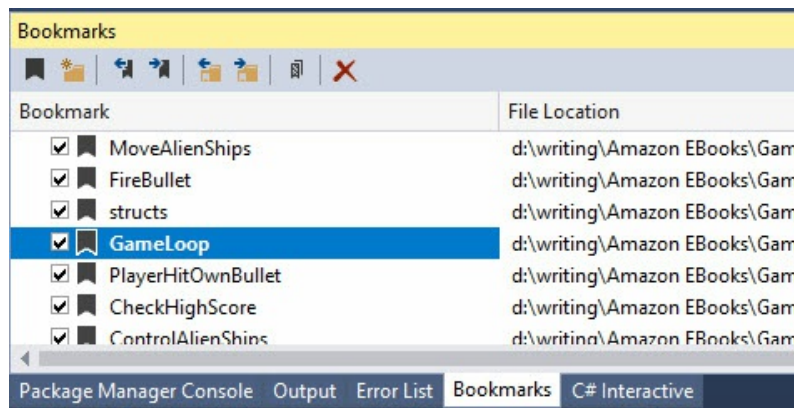 Bookmarks
Bookmark File Location
MoveAlienShips d:\writing\Amazon EBooks\Gam
FireBullet d:\writing\Amazon EBooks\Gam
structs d:\writing\Amazon EBooks\Gam
GameLoop d:\writing\Amazon EBooks\Gam
PlayerHitOwnBullet d:\writing\Amazon EBooks\Gam
CheckHighScore d:\writing\Amazon EBooks\Gam
ControlAlienShips d:\writing\Amazon EBooks\Gam
Package Manager Console Output Error List Bookmarks C# Interactive